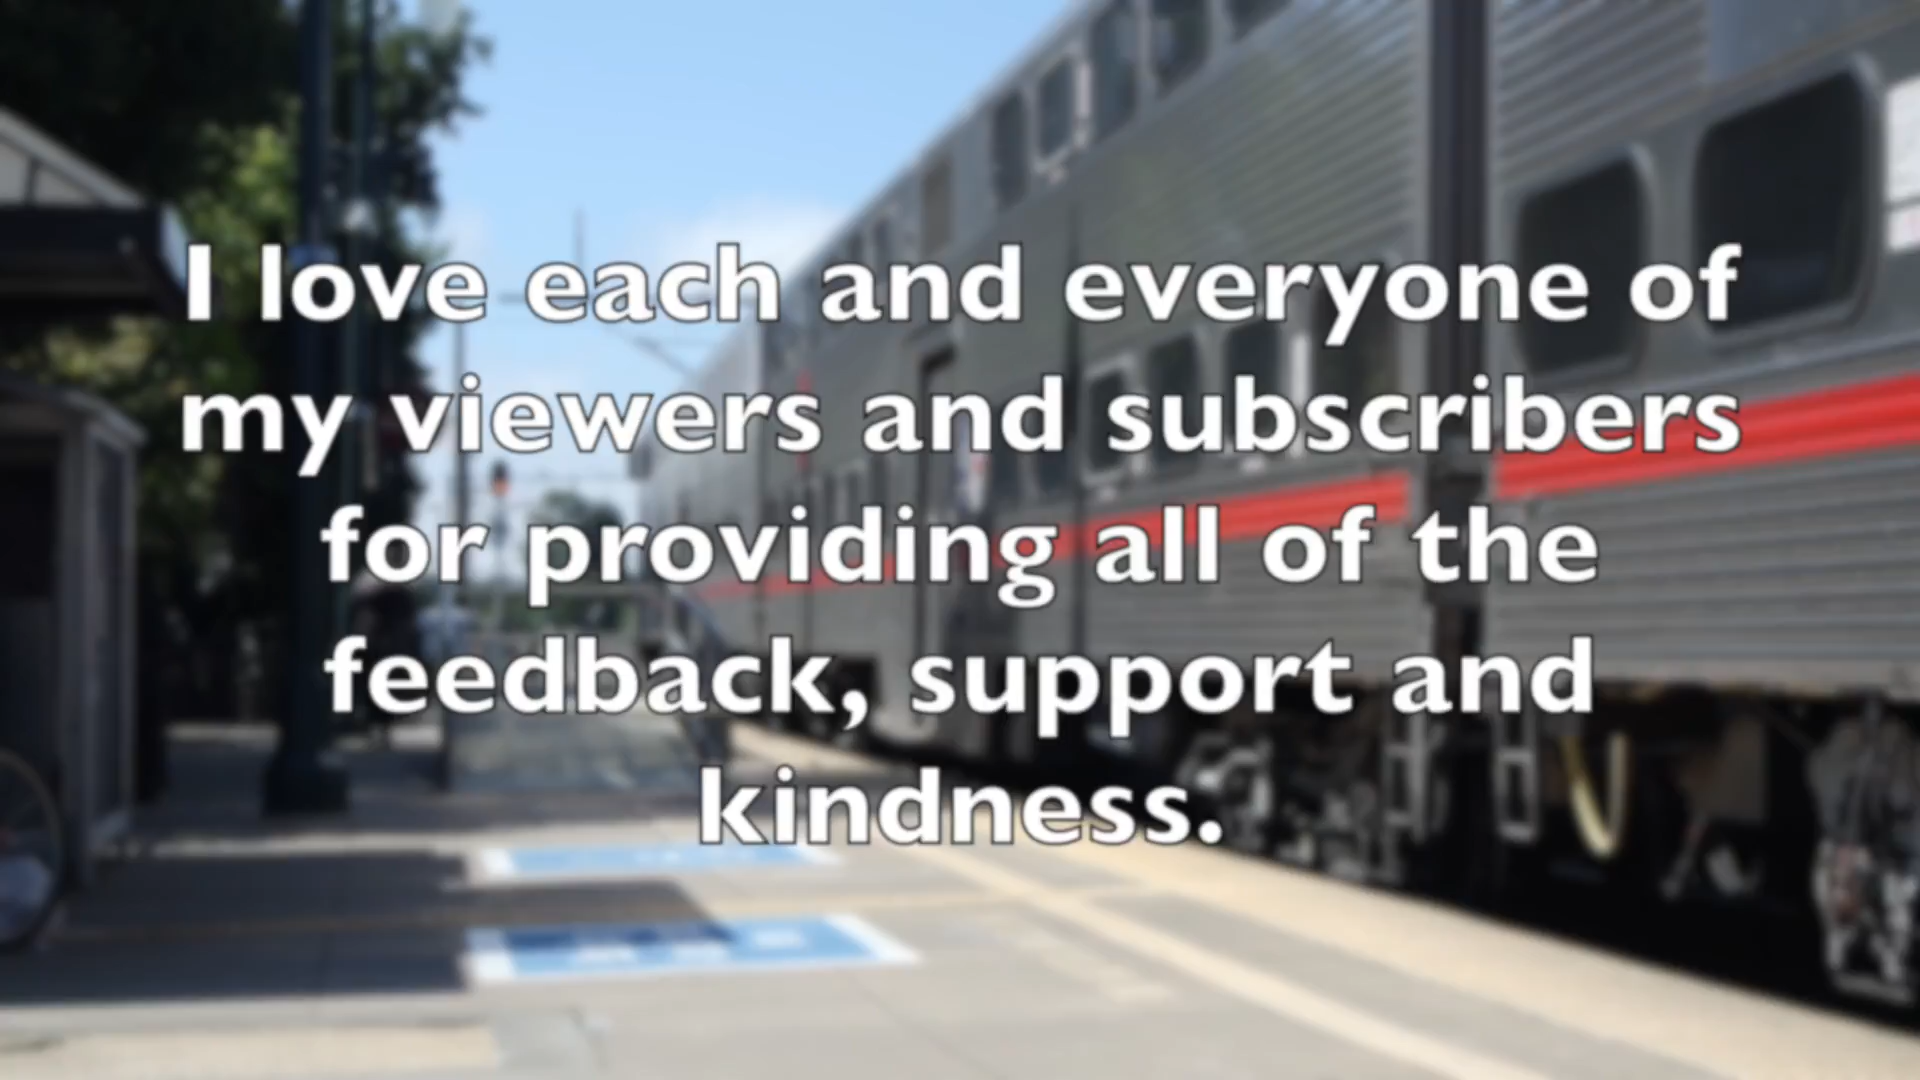 I love each and everyone of
my viewers and subscribers
for providing all of the
feedback, support and
kindness.